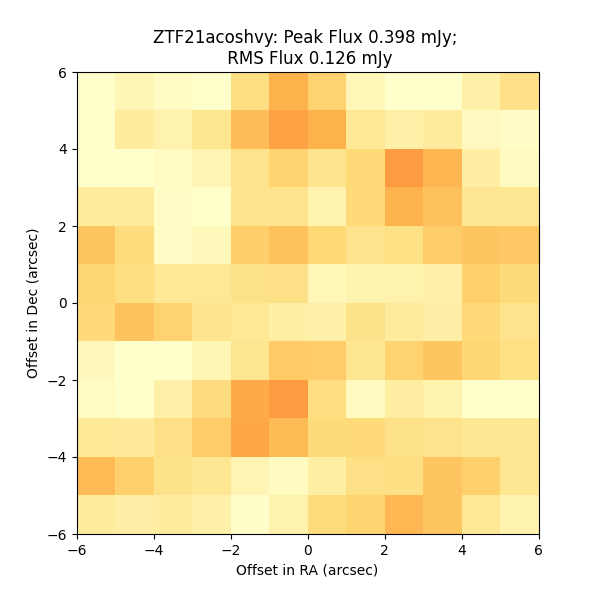 ZTF21acoshvy: Peak Flux 0.398 mJy;
RMS Flux 0.126 mJy
6
4
2
0
−2
−4
−6
Offset in Dec (arcsec)
−6 −4 −2 0 2 4 6
Offset in RA (arcsec)